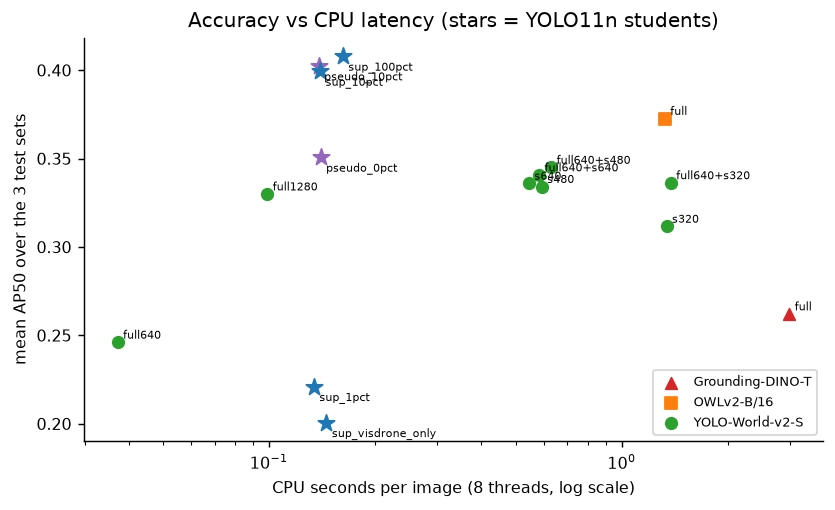 Accuracy vs CPU latency (stars = YOLO11n students)
mean AP50 over the 3 test sets
0.40
0.35
0.30
0.25
0.20
sup_100pct
pseudo_10pct
sup_10pct
pseudo_0pct
full1280
full640
sup_1pct
sup_visdrone_only
full
full640+s480
full640+s640
s640
s480
full640+s320
s320
full
Grounding-DINO-T
OWLv2-B/16
YOLO-World-v2-S
10⁻¹
10⁰
CPU seconds per image (8 threads, log scale)